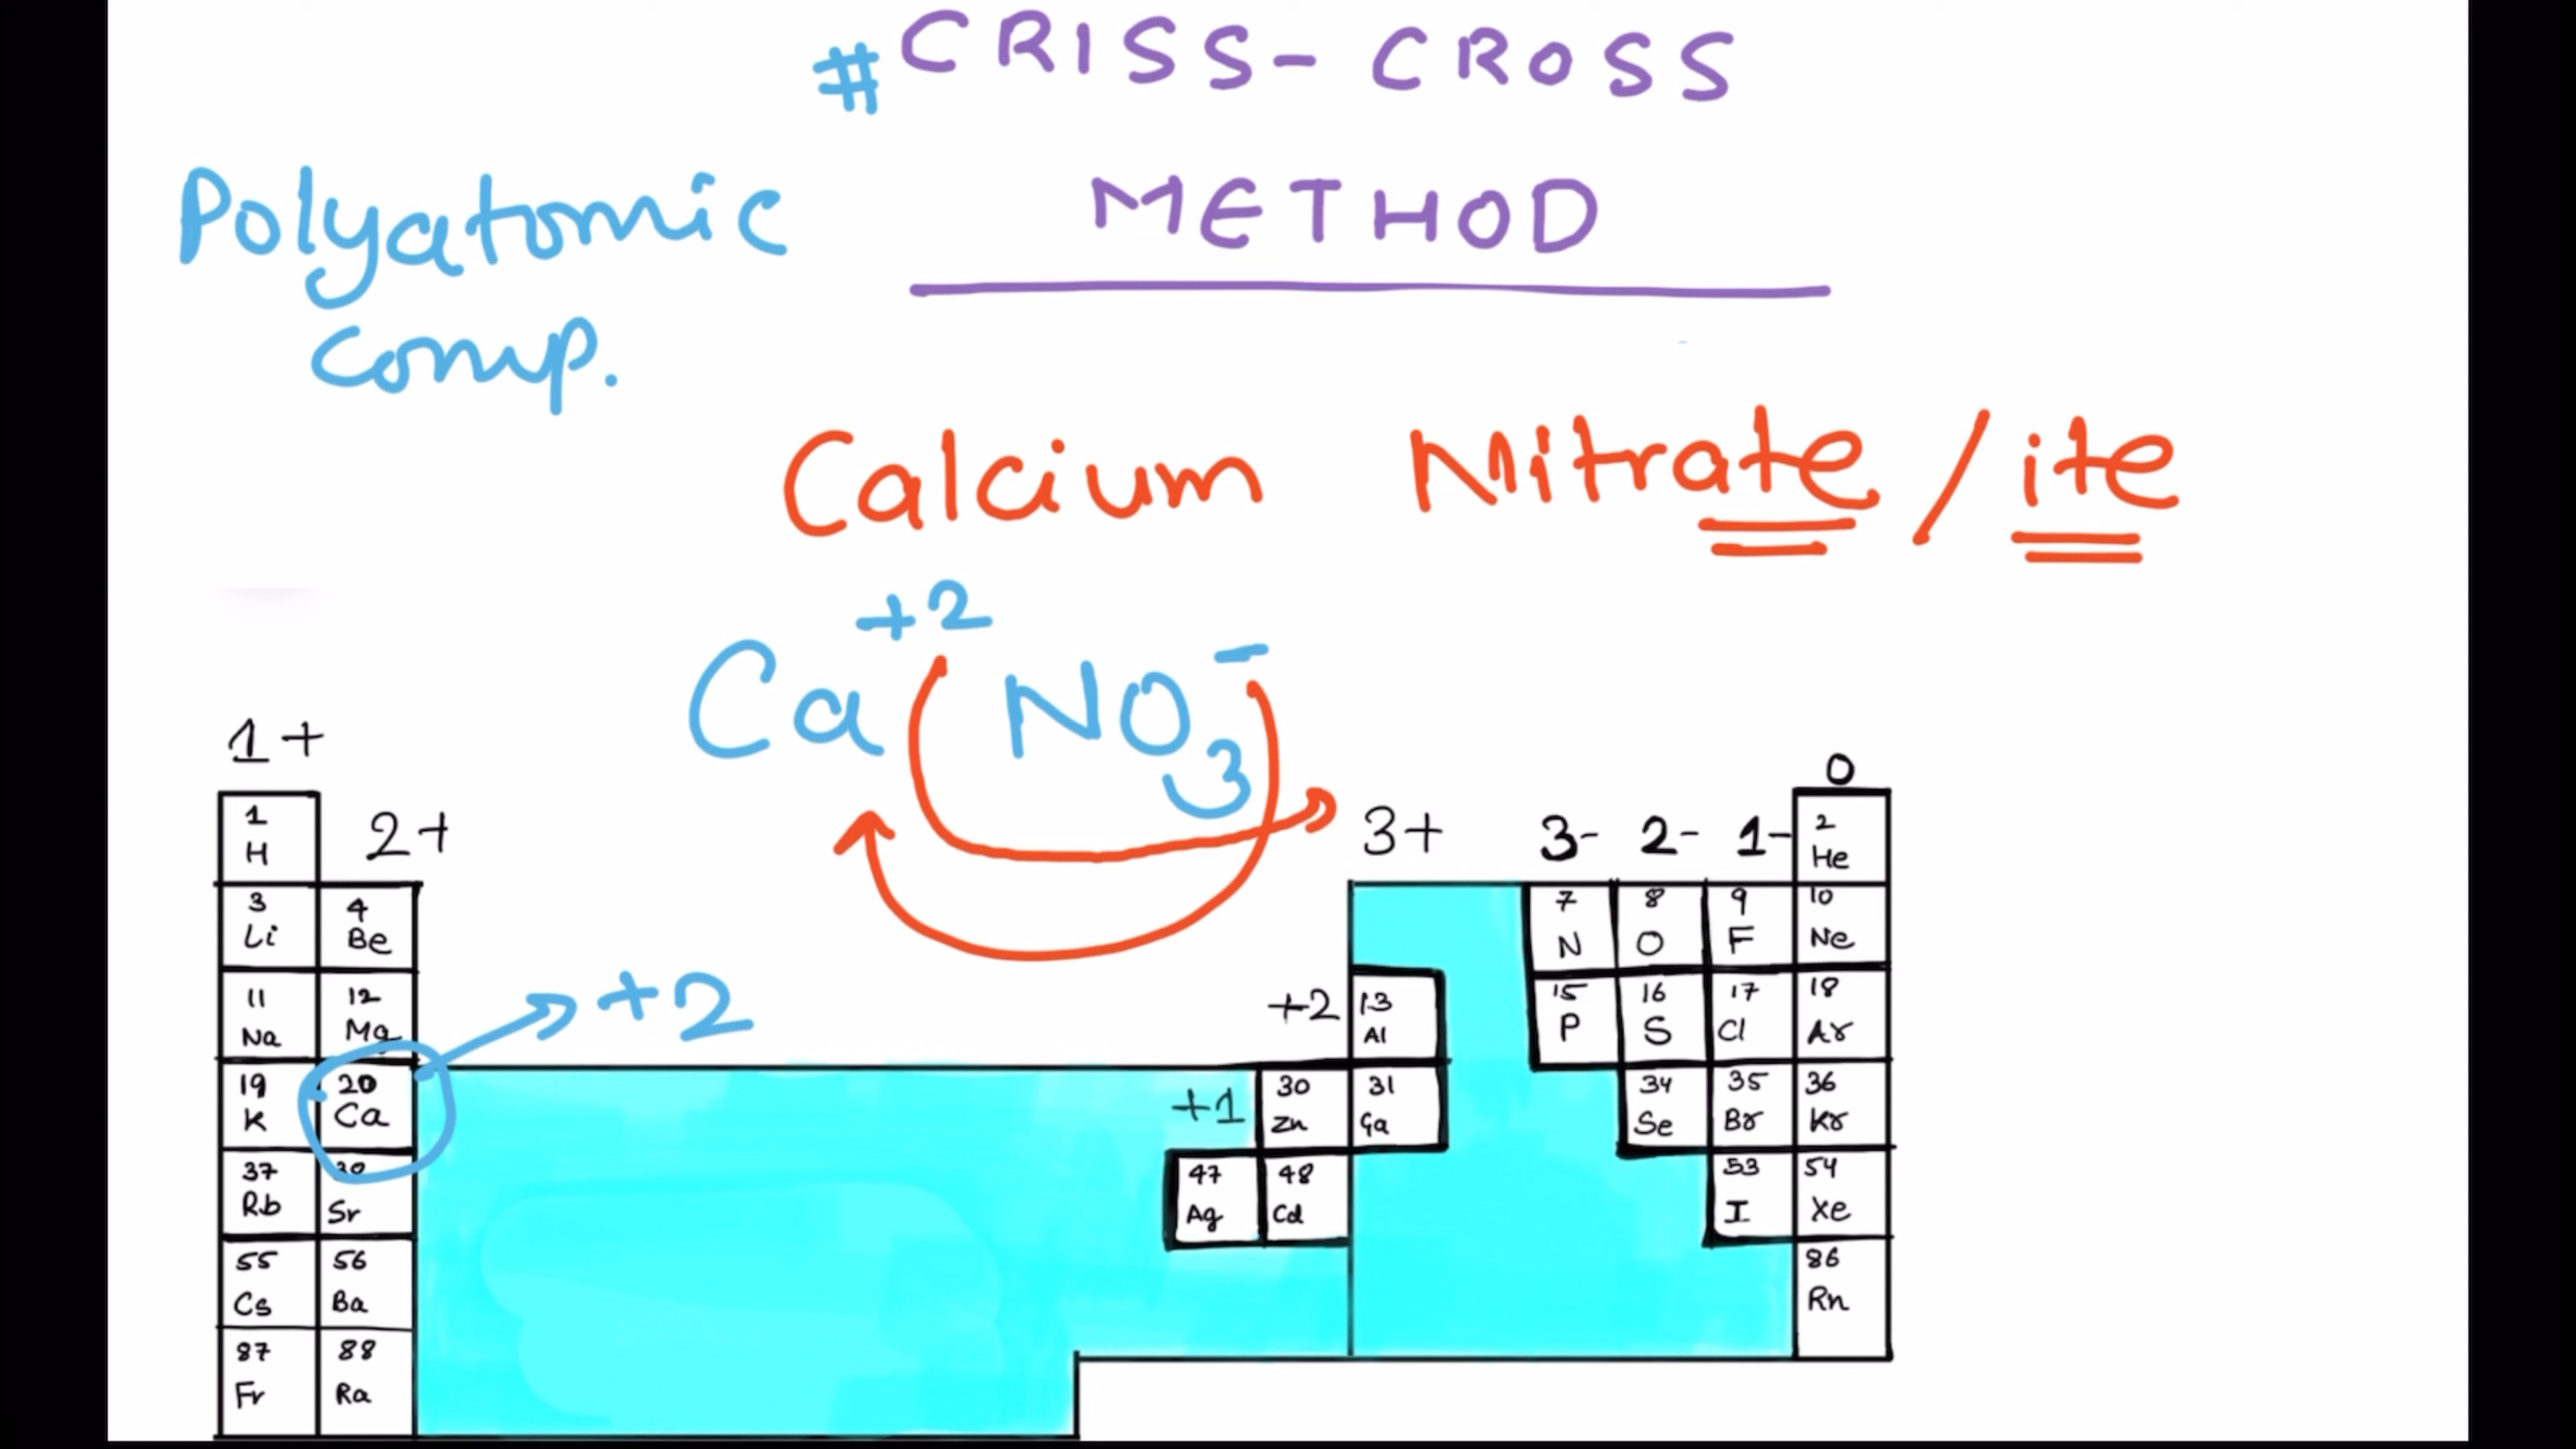 # CRISS-CROSS
Polyatomic METHOD
comp.
Calcium Nitrate/ite
Ca+2 NO3-
1+ 0
2+ 3+ 3- 2- 1-
1 2
H He
3 4 7 8 9 10
Li Be N O F Ne
→ +2
11 12 +2 13 15 16 17 18
Na Mg Al P S Cl Ar
19 20 +1 30 31 34 35 36
K Ca Zn Ga Se Br Kr
37 38 47 48 53 54
Rb Sr Ag Cd I Xe
55 56 86
Cs Ba Rn
87 88
Fr Ra